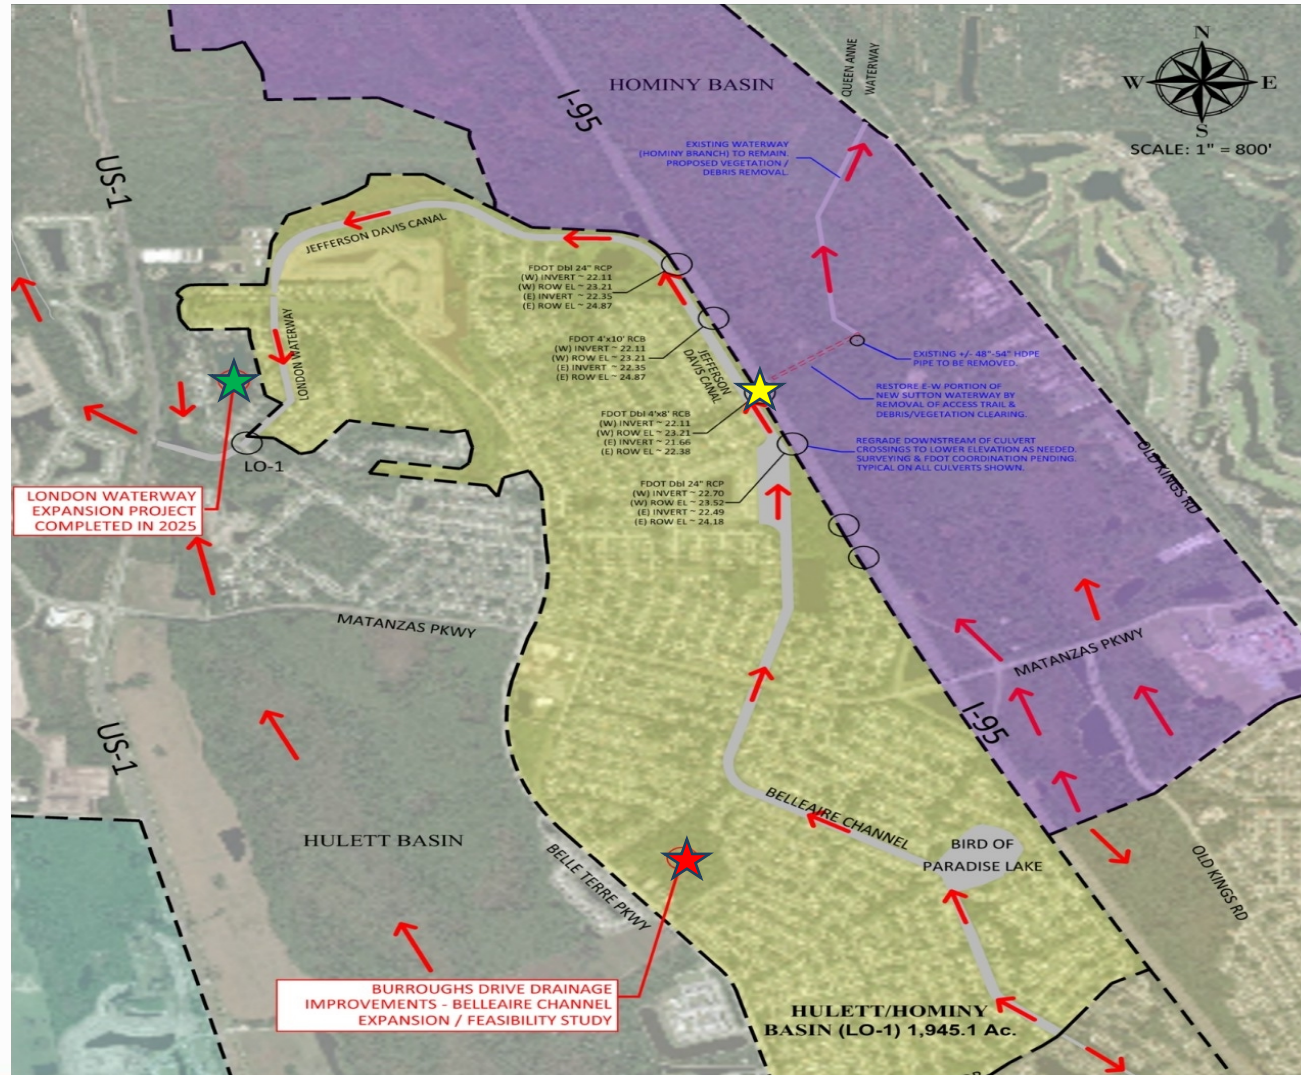 HOMINY BASIN
I-95
QUEEN ANNE
WATERWAY
N
W E
S
SCALE: 1" = 800'
EXISTING WATERWAY
(HOMINY BRANCH) TO REMAIN.
PROPOSED VEGETATION /
DEBRIS REMOVAL.
US-1
JEFFERSON DAVIS CANAL
FDOT Dbl 24" RCP
(W) INVERT ~ 22.11
(W) ROW EL ~ 23.21
(E) INVERT ~ 22.35
(E) ROW EL ~ 24.87
LONDON WATERWAY
FDOT 4'x10' RCB
(W) INVERT ~ 22.11
(W) ROW EL ~ 23.21
(E) INVERT ~ 22.35
(E) ROW EL ~ 24.87
JEFFERSON
DAVIS CANAL
EXISTING +/- 48"-54" HDPE
PIPE TO BE REMOVED.
RESTORE E-W PORTION OF
NEW SUTTON WATERWAY BY
REMOVAL OF ACCESS TRAIL &
DEBRIS/VEGETATION CLEARING.
FDOT Dbl 4'x8' RCB
(W) INVERT ~ 22.11
(W) ROW EL ~ 23.21
(E) INVERT ~ 21.66
(E) ROW EL ~ 22.38
REGRADE DOWNSTREAM OF CULVERT
CROSSINGS TO LOWER ELEVATION AS NEEDED.
SURVEYING & FDOT COORDINATION PENDING.
TYPICAL ON ALL CULVERTS SHOWN.
OLD KINGS RD
LO-1
FDOT Dbl 24" RCP
(W) INVERT ~ 22.70
(W) ROW EL ~ 23.52
(E) INVERT ~ 22.49
(E) ROW EL ~ 24.18
LONDON WATERWAY
EXPANSION PROJECT
COMPLETED IN 2025
MATANZAS PKWY
MATANZAS PKWY
I-95
US-1
BELLEAIRE CHANNEL
BIRD OF
PARADISE LAKE
HULETT BASIN
BELLE TERRE PKWY
OLD KINGS RD
BURROUGHS DRIVE DRAINAGE
IMPROVEMENTS - BELLEAIRE CHANNEL
EXPANSION / FEASIBILITY STUDY
HULETT/HOMINY
BASIN (LO-1) 1,945.1 Ac.